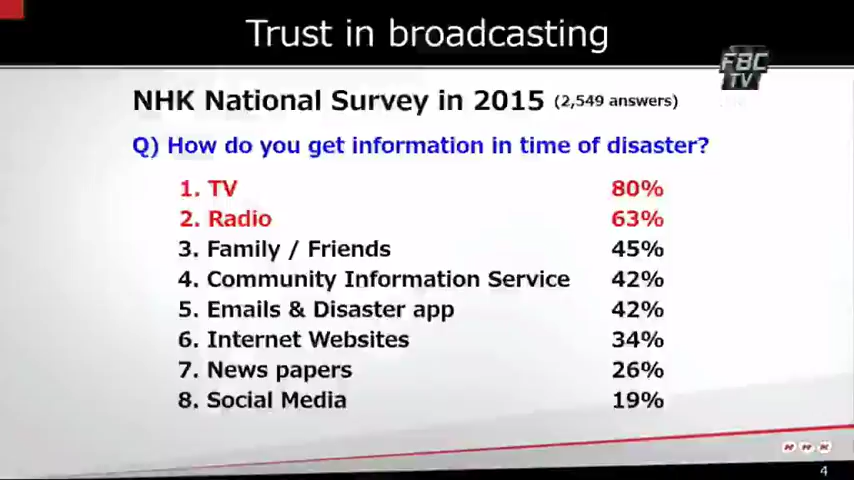 Trust in broadcasting
FBC
TV
NHK National Survey in 2015 (2,549 answers)
Q) How do you get information in time of disaster?
1. TV 80%
2. Radio 63%
3. Family / Friends 45%
4. Community Information Service 42%
5. Emails & Disaster app 42%
6. Internet Websites 34%
7. News papers 26%
8. Social Media 19%
NHK
4